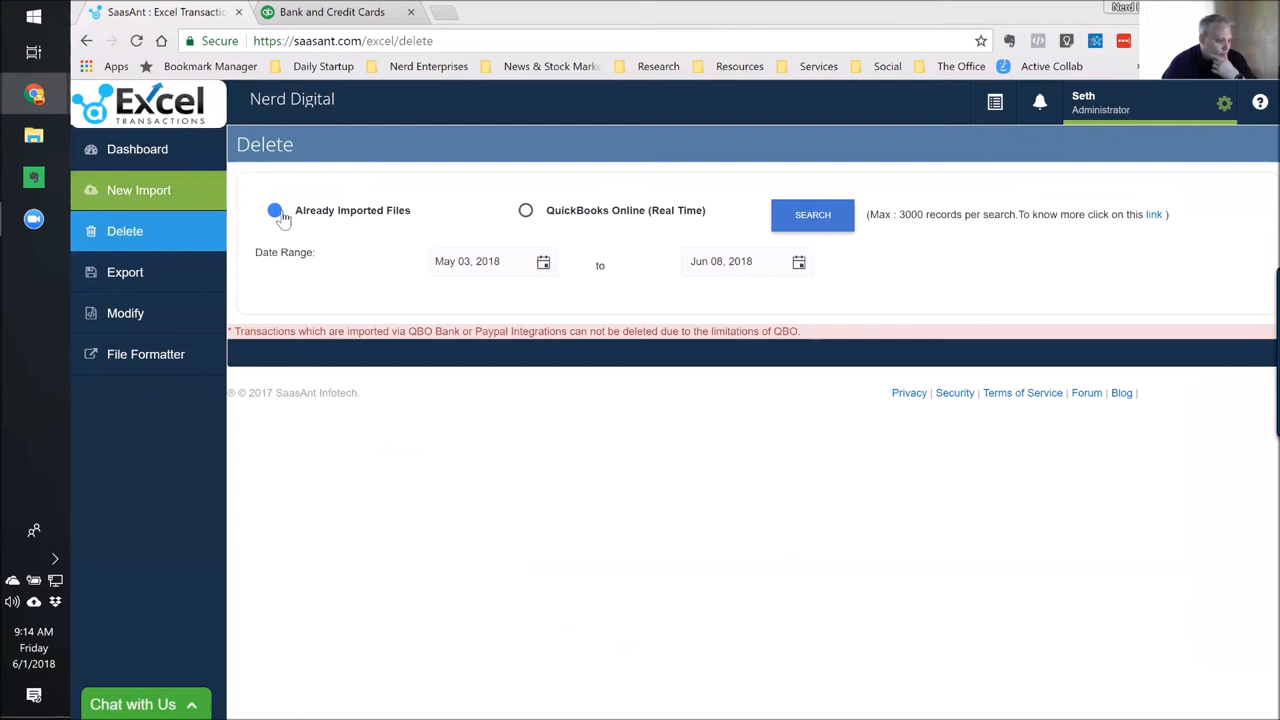 SaasAnt : Excel Transactio
Bank and Credit Cards
Nerd
Secure
https://saasant.com/excel/delete
Apps
Bookmark Manager
Daily Startup
Nerd Enterprises
News & Stock Marke
Research
Resources
Services
Social
The Office
Active Collab
Excel
TRANSACTIONS
Nerd Digital
Seth
Administrator
Dashboard
New Import
Delete
Export
Modify
File Formatter
Delete
Already Imported Files
QuickBooks Online (Real Time)
SEARCH
(Max : 3000 records per search.To know more click on this link )
Date Range:
May 03, 2018
to
Jun 08, 2018
* Transactions which are imported via QBO Bank or Paypal Integrations can not be deleted due to the limitations of QBO.
® © 2017 SaasAnt Infotech.
Privacy | Security | Terms of Service | Forum | Blog |
9:14 AM
Friday
6/1/2018
Chat with Us